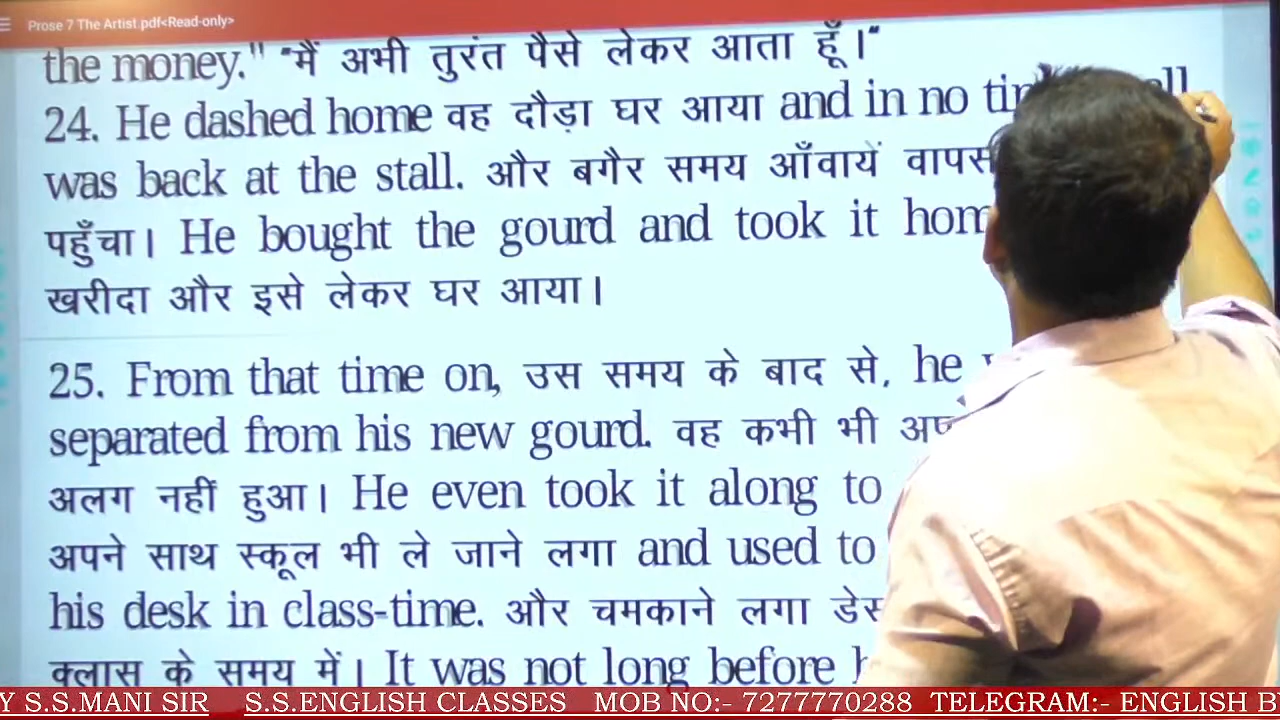 Prose 7 The Artist.pdf<Read-only>
the money." "मैं अभी तुरंत पैसे लेकर आता हूँ।"
24. He dashed home वह दौड़ा घर आया and in no
was back at the stall. और बगैर समय आँवायें वापस
पहुँचा। He bought the gourd and took it
खरीदा और इसे लेकर घर आया।
25. From that time on, उस समय के बाद से, he
separated from his new gourd. वह कभी भी
अलग नहीं हुआ। He even took it along to
अपने साथ स्कूल भी ले जाने लगा and used to
his desk in class-time. और चमकाने लगा
क्लास के समय में। It was not long before
Y S.S.MANI SIR S.S.ENGLISH CLASSES MOB NO:- 7277770288 TELEGRAM:- ENGLISH B